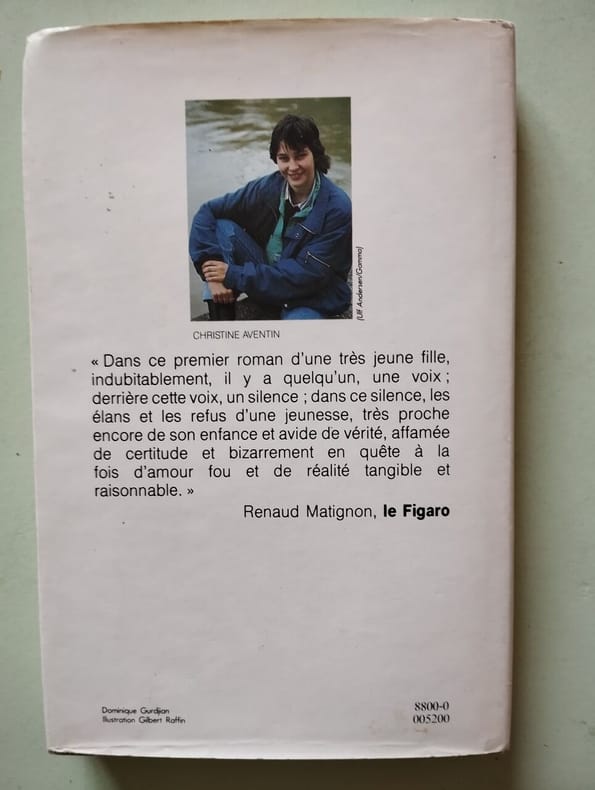 (Ulf Andersen/Gamma)
CHRISTINE AVENTIN
« Dans ce premier roman d'une très jeune fille,
indubitablement, il y a quelqu'un, une voix ;
derrière cette voix, un silence ; dans ce silence, les
élans et les refus d'une jeunesse, très proche
encore de son enfance et avide de vérité, affamée
de certitude et bizarrement en quête à la
fois d'amour fou et de réalité tangible et
raisonnable. »
Renaud Matignon, le Figaro
Dominique Gurdjian
Illustration Gilbert Raffin
8800-0
005200